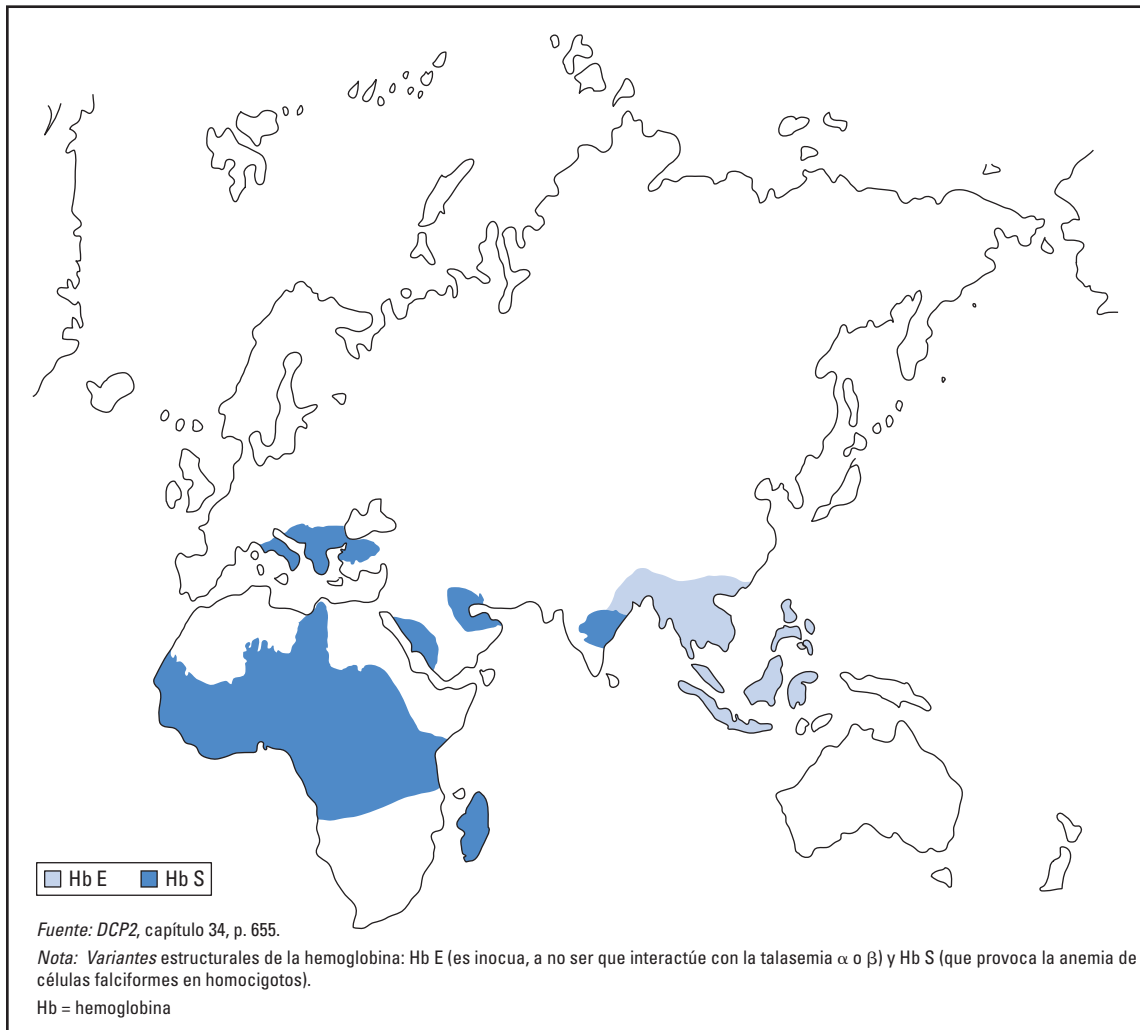 Hb E Hb S
Fuente: DCP2, capítulo 34, p. 655.
Nota: Variantes estructurales de la hemoglobina: Hb E (es inocua, a no ser que interactúe con la talasemia α o β) y Hb S (que provoca la anemia de
células falciformes en homocigotos).
Hb = hemoglobina